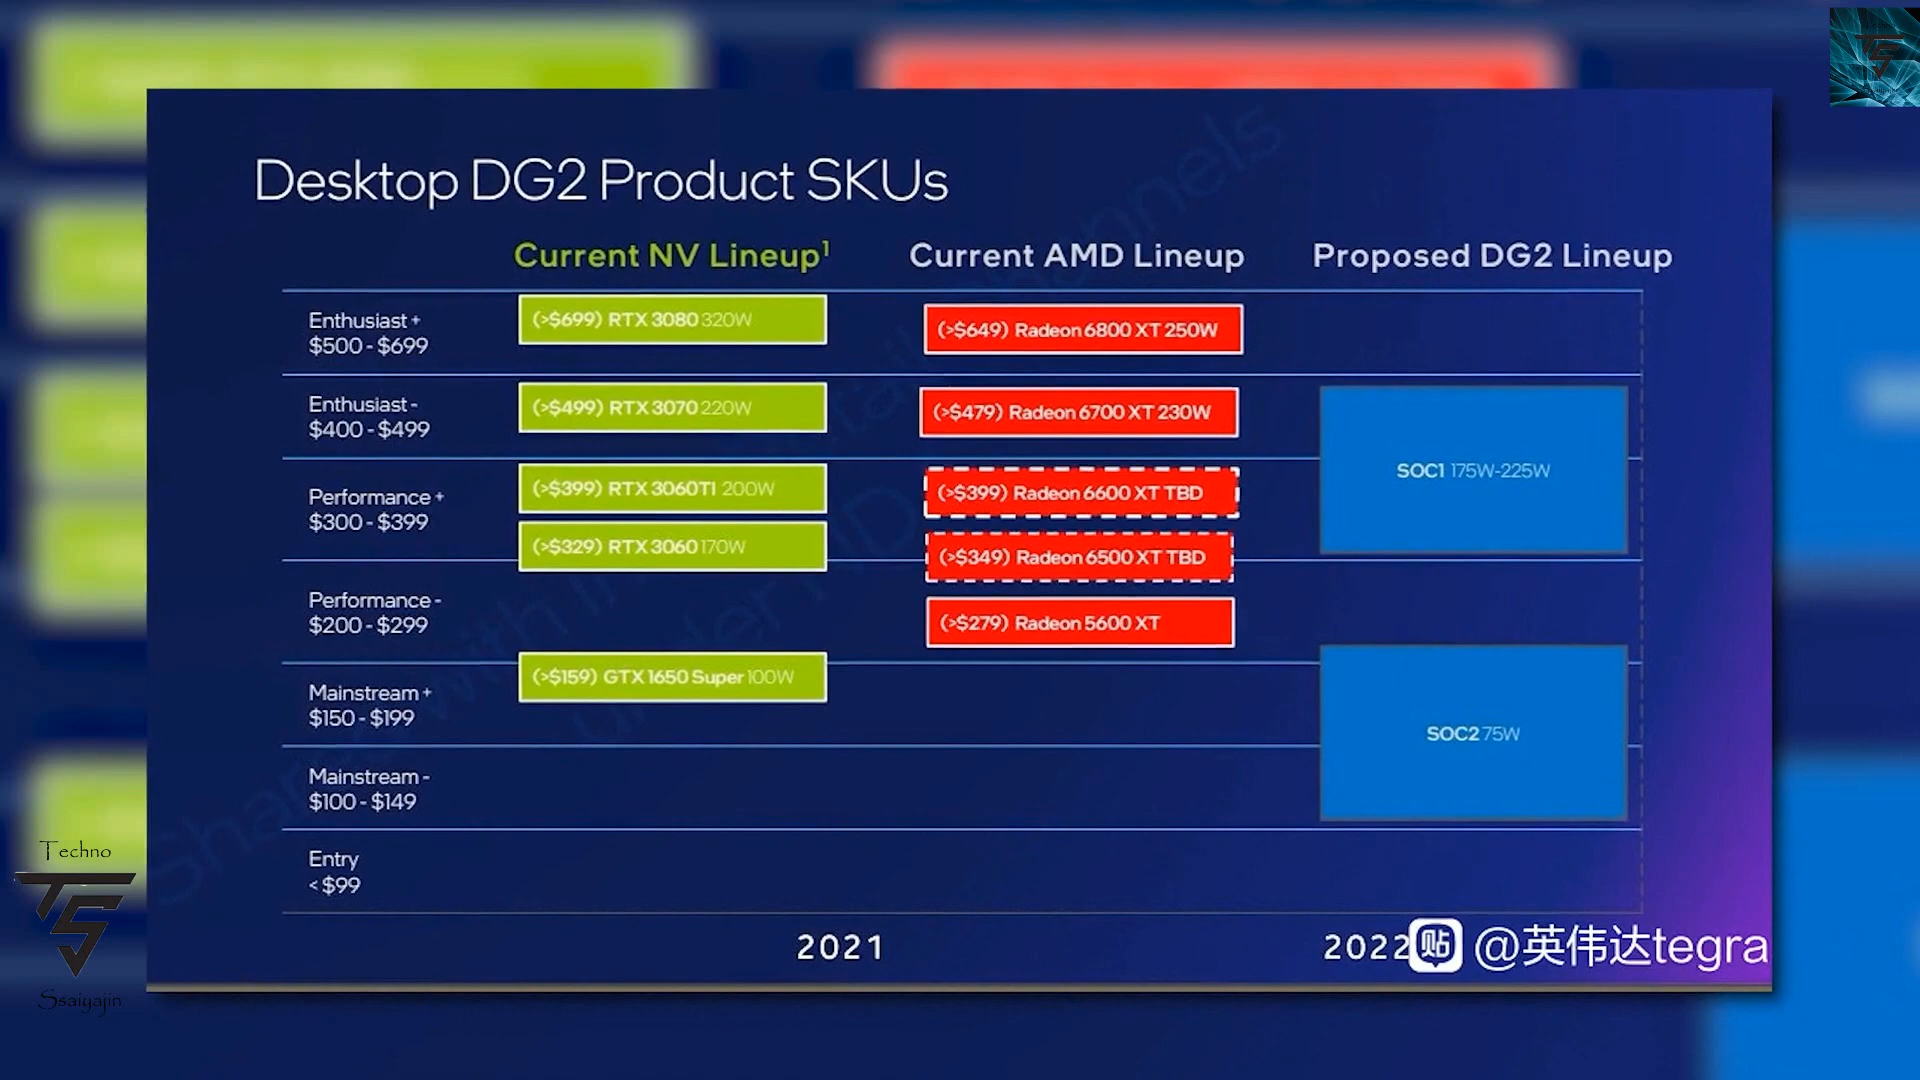 Desktop DG2 Product SKUs
Current NV Lineup¹
Current AMD Lineup
Proposed DG2 Lineup
Enthusiast +
$500 - $699
(>$699) RTX 3080 320W
(>$649) Radeon 6800 XT 250W
Enthusiast -
$400 - $499
(>$499) RTX 3070 220W
(>$479) Radeon 6700 XT 230W
SOC1 175W-225W
Performance +
$300 - $399
(>$399) RTX 3060TI 200W
(>$399) Radeon 6600 XT TBD
(>$329) RTX 3060 170W
(>$349) Radeon 6500 XT TBD
Performance -
$200 - $299
(>$279) Radeon 5600 XT
Mainstream +
$150 - $199
(>$159) GTX 1650 Super 100W
SOC2 75W
Mainstream -
$100 - $149
Entry
< $99
2021
2022
贴 @英伟达tegra
Techno
TS
Ssaiyajin